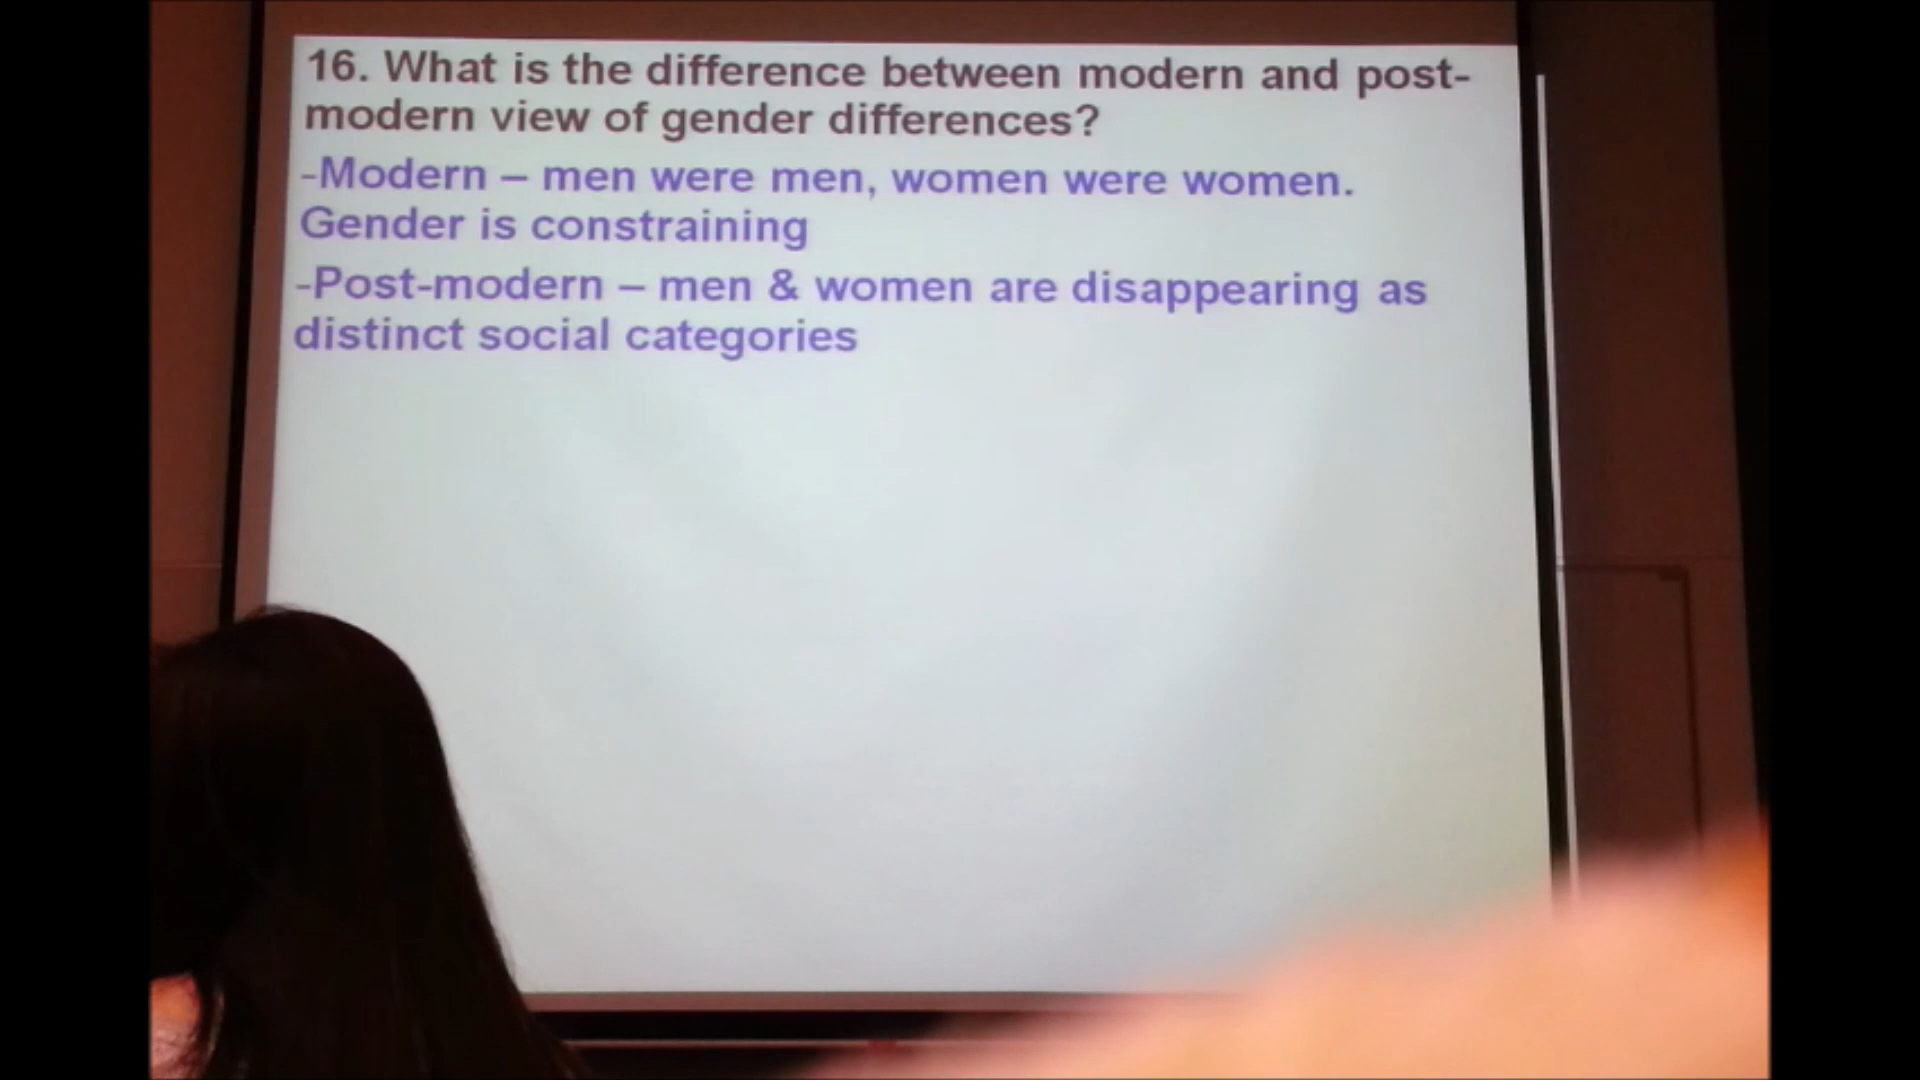 16. What is the difference between modern and post-
modern view of gender differences?
-Modern – men were men, women were women.
Gender is constraining
-Post-modern – men & women are disappearing as
distinct social categories